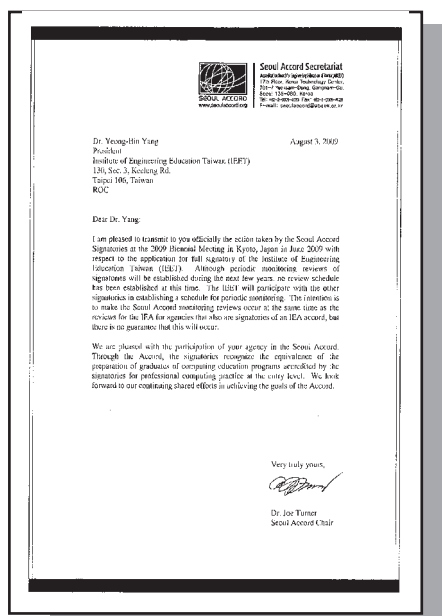 SEOUL ACCORD
www.seoulaccord.org
Seoul Accord Secretariat
17th Floor, Korea Technology Center,
Seoul 135-080, Korea
Dr. Yeong-Bin Yang
August 3, 2009
President
Institute of Engineering Education Taiwan (IEET)
130, Sec. 3, Keelung Rd.
Taipei 106, Taiwan
ROC
Dear Dr. Yang:
I am pleased to transmit to you officially the action taken by the Seoul Accord
Signatories at the 2009 Biennial Meeting in Kyoto, Japan in June 2009 with
respect to the application for full signatory of the Institute of Engineering
Education Taiwan (IEET). Although periodic monitoring reviews of
signatories will be established during the next few years, no review schedule
has been established at this time. The IEET will participate with the other
signatories in establishing a schedule for periodic monitoring. The intention is
to make the Seoul Accord monitoring reviews occur at the same time as the
reviews for the IEA for agencies that also are signatories of an IEA accord, but
there is no guarantee that this will occur.
We are pleased with the participation of your agency in the Seoul Accord.
Through the Accord, the signatories recognize the equivalence of the
preparation of graduates of computing education programs accredited by the
signatories for professional computing practice at the entry level. We look
forward to our continuing shared efforts in achieving the goals of the Accord.
Very truly yours,
Dr. Joe Turner
Seoul Accord Chair